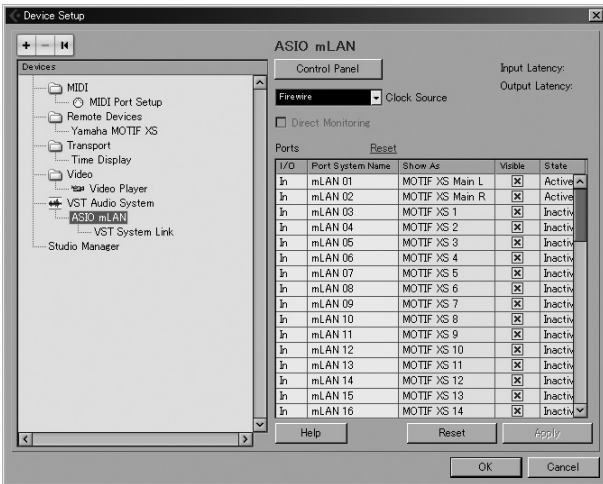 Device Setup
Devices
MIDI
MIDI Port Setup
Remote Devices
Yamaha MOTIF XS
Transport
Time Display
Video
Video Player
VST Audio System
ASIO mLAN
VST System Link
Studio Manager
ASIO mLAN
Control Panel
Input Latency:
Output Latency:
Firewire Clock Source
Direct Monitoring
Ports Reset
I/O Port System Name Show As Visible State
In mLAN 01 MOTIF XS Main L Active
In mLAN 02 MOTIF XS Main R Active
In mLAN 03 MOTIF XS 1 Inactiv
In mLAN 04 MOTIF XS 2 Inactiv
In mLAN 05 MOTIF XS 3 Inactiv
In mLAN 06 MOTIF XS 4 Inactiv
In mLAN 07 MOTIF XS 5 Inactiv
In mLAN 08 MOTIF XS 6 Inactiv
In mLAN 09 MOTIF XS 7 Inactiv
In mLAN 10 MOTIF XS 8 Inactiv
In mLAN 11 MOTIF XS 9 Inactiv
In mLAN 12 MOTIF XS 10 Inactiv
In mLAN 13 MOTIF XS 11 Inactiv
In mLAN 14 MOTIF XS 12 Inactiv
In mLAN 15 MOTIF XS 13 Inactiv
In mLAN 16 MOTIF XS 14 Inactiv
Help Reset Apply
OK Cancel